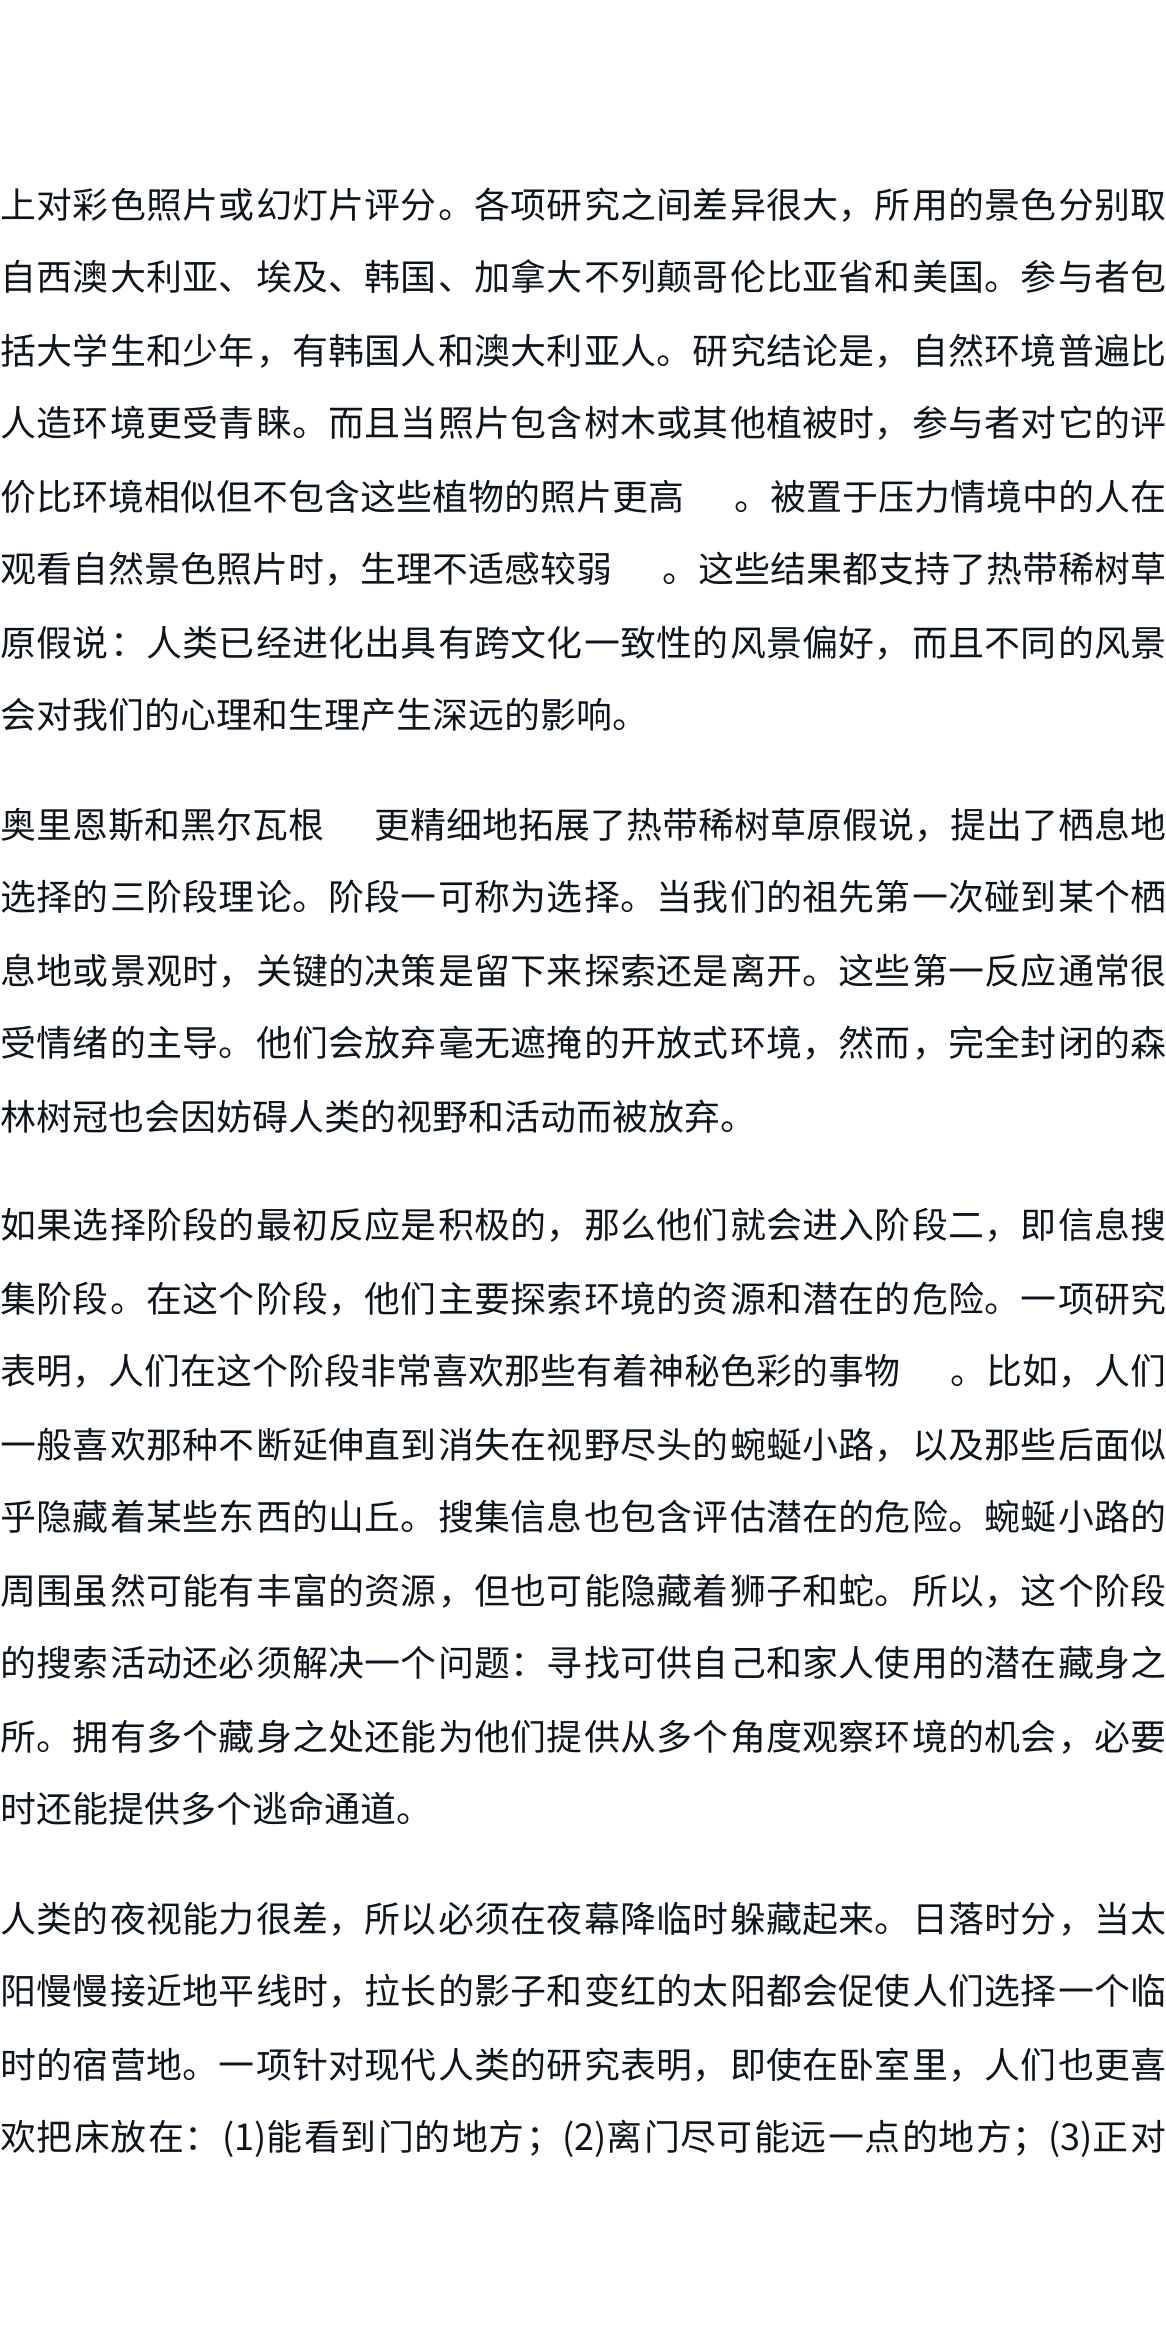 上对彩色照片或幻灯片评分。各项研究之间差异很大，所用的景色分别取
自西澳大利亚、埃及、韩国、加拿大不列颠哥伦比亚省和美国。参与者包
括大学生和少年，有韩国人和澳大利亚人。研究结论是，自然环境普遍比
人造环境更受青睐。而且当照片包含树木或其他植被时，参与者对它的评
价比环境相似但不包含这些植物的照片更高 。被置于压力情境中的人在
观看自然景色照片时，生理不适感较弱 。这些结果都支持了热带稀树草
原假说：人类已经进化出具有跨文化一致性的风景偏好，而且不同的风景
会对我们的心理和生理产生深远的影响。
奥里恩斯和黑尔瓦根 更精细地拓展了热带稀树草原假说，提出了栖息地
选择的三阶段理论。阶段一可称为选择。当我们的祖先第一次碰到某个栖
息地或景观时，关键的决策是留下来探索还是离开。这些第一反应通常很
受情绪的主导。他们会放弃毫无遮掩的开放式环境，然而，完全封闭的森
林树冠也会因妨碍人类的视野和活动而被放弃。
如果选择阶段的最初反应是积极的，那么他们就会进入阶段二，即信息搜
集阶段。在这个阶段，他们主要探索环境的资源和潜在的危险。一项研究
表明，人们在这个阶段非常喜欢那些有着神秘色彩的事物 。比如，人们
一般喜欢那种不断延伸直到消失在视野尽头的蜿蜒小路，以及那些后面似
乎隐藏着某些东西的山丘。搜集信息也包含评估潜在的危险。蜿蜒小路的
周围虽然可能有丰富的资源，但也可能隐藏着狮子和蛇。所以，这个阶段
的搜索活动还必须解决一个问题：寻找可供自己和家人使用的潜在藏身之
所。拥有多个藏身之处还能为他们提供从多个角度观察环境的机会，必要
时还能提供多个逃命通道。
人类的夜视能力很差，所以必须在夜幕降临时躲藏起来。日落时分，当太
阳慢慢接近地平线时，拉长的影子和变红的太阳都会促使人们选择一个临
时的宿营地。一项针对现代人类的研究表明，即使在卧室里，人们也更喜
欢把床放在：(1)能看到门的地方；(2)离门尽可能远一点的地方；(3)正对